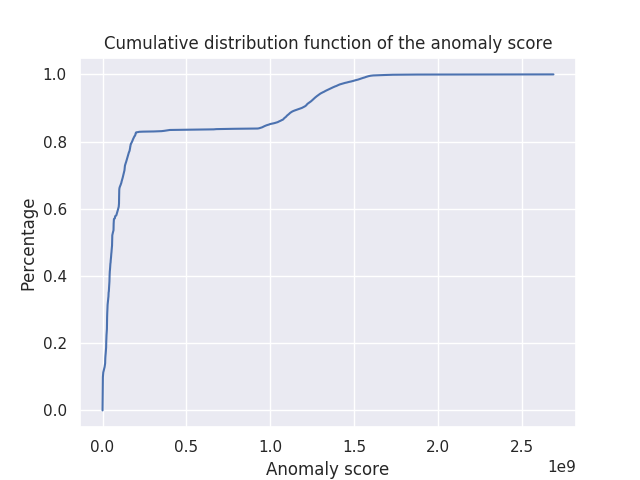 Cumulative distribution function of the anomaly score
1.0
0.8
0.6
0.4
0.2
0.0
Percentage
0.0 0.5 1.0 1.5 2.0 2.5
1e9
Anomaly score